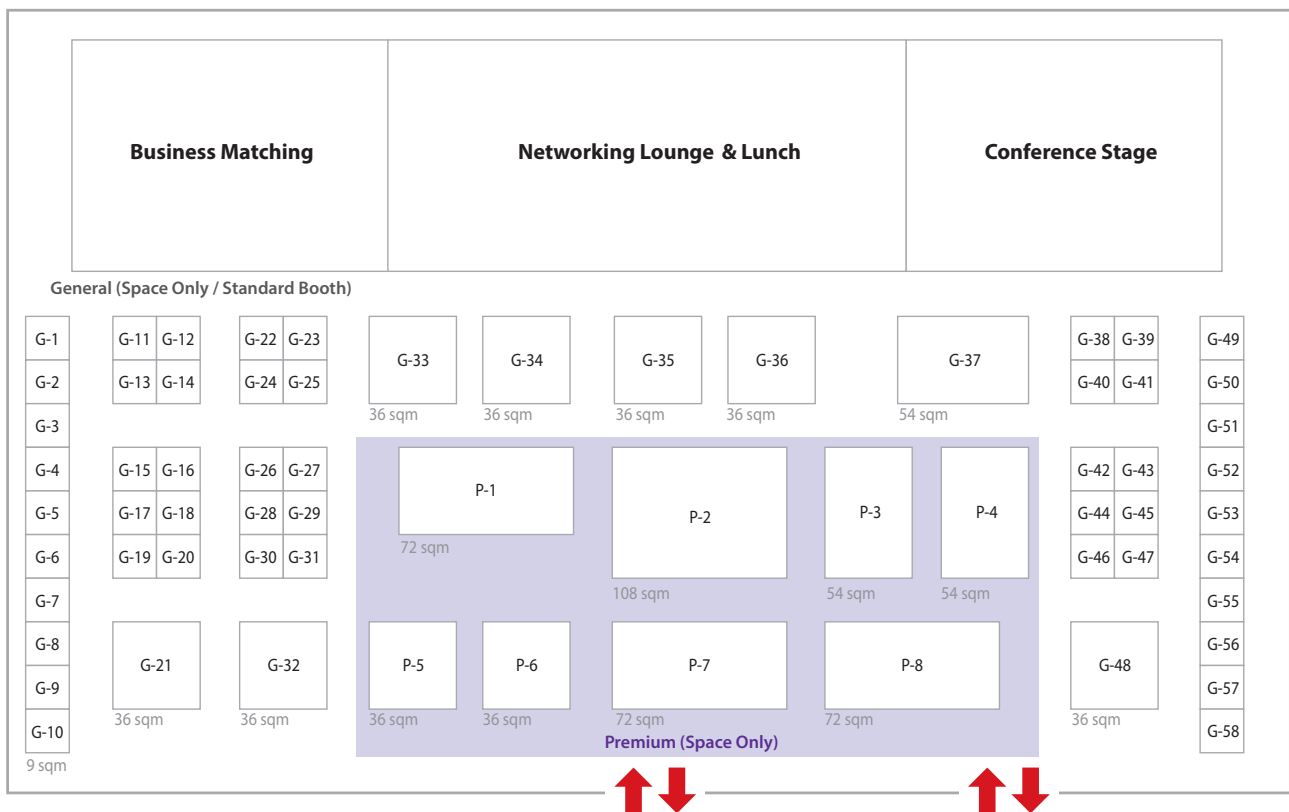 Business Matching
Networking Lounge & Lunch
Conference Stage
General (Space Only / Standard Booth)
G-1
G-2
G-3
G-4
G-5
G-6
G-7
G-8
G-9
G-10
9 sqm
G-11 G-12
G-13 G-14
G-15 G-16
G-17 G-18
G-19 G-20
G-21
36 sqm
G-22 G-23
G-24 G-25
G-26 G-27
G-28 G-29
G-30 G-31
G-32
36 sqm
G-33
36 sqm
G-34
36 sqm
G-35
36 sqm
G-36
36 sqm
G-37
54 sqm
P-1
72 sqm
P-2
108 sqm
P-3
54 sqm
P-4
54 sqm
P-5
36 sqm
P-6
36 sqm
P-7
72 sqm
P-8
72 sqm
Premium (Space Only)
G-38 G-39
G-40 G-41
G-42 G-43
G-44 G-45
G-46 G-47
G-48
36 sqm
G-49
G-50
G-51
G-52
G-53
G-54
G-55
G-56
G-57
G-58